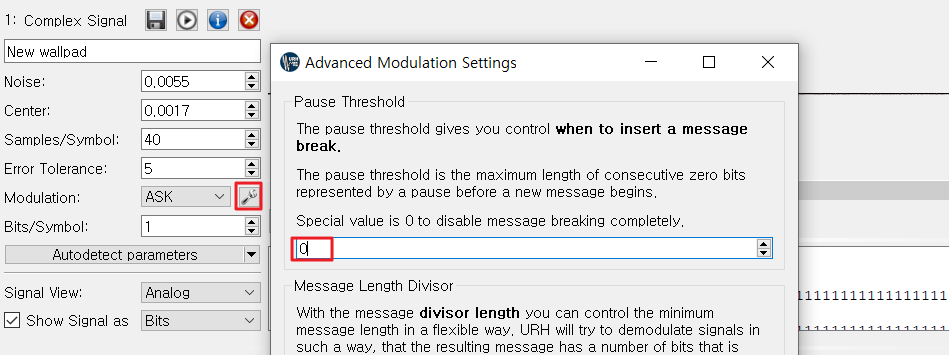 1: Complex Signal
New wallpad
Noise: 0.0055
Center: 0.0017
Samples/Symbol: 40
Error Tolerance: 5
Modulation: ASK
Bits/Symbol: 1
Autodetect parameters
Signal View: Analog
Show Signal as Bits
Advanced Modulation Settings
Pause Threshold
The pause threshold gives you control when to insert a message
break.
The pause threshold is the maximum length of consecutive zero bits
represented by a pause before a new message begins.
Special value is 0 to disable message breaking completely.
0
Message Length Divisor
With the message divisor length you can control the minimum
message length in a flexible way. URH will try to demodulate signals in
such a way, that the resulting message has a number of bits that is